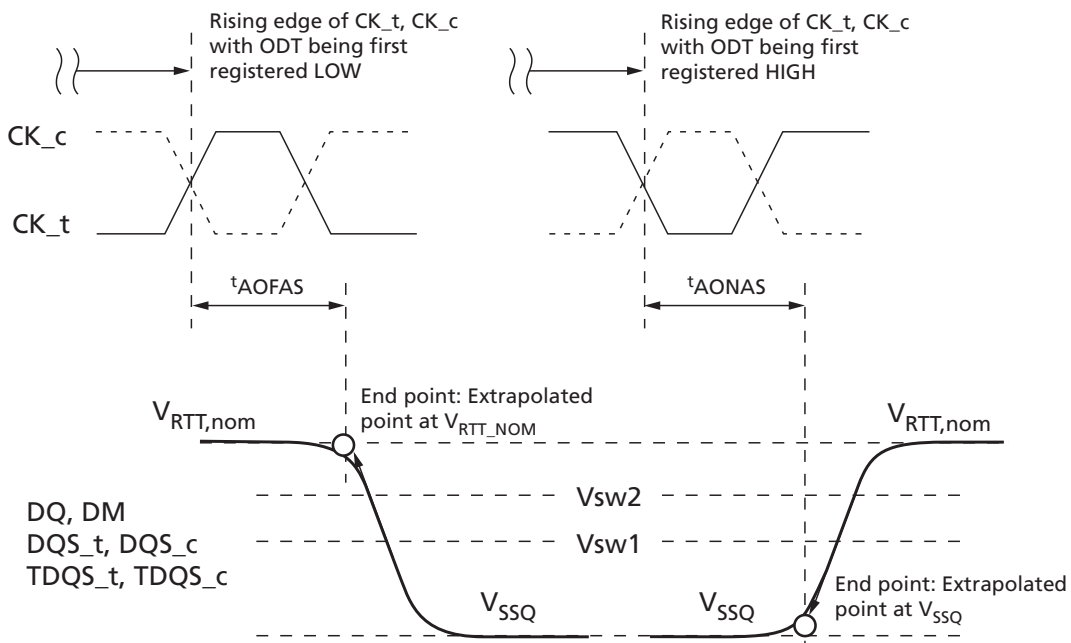 Rising edge of CK_t, CK_c
with ODT being first
registered LOW
Rising edge of CK_t, CK_c
with ODT being first
registered HIGH
CK_c
CK_t
tAOFAS
tAONAS
VRTT,nom
End point: Extrapolated
point at VRTT_NOM
VRTT,nom
Vsw2
DQ, DM
DQS_t, DQS_c
TDQS_t, TDQS_c
Vsw1
VSSQ
VSSQ
End point: Extrapolated
point at VSSQ